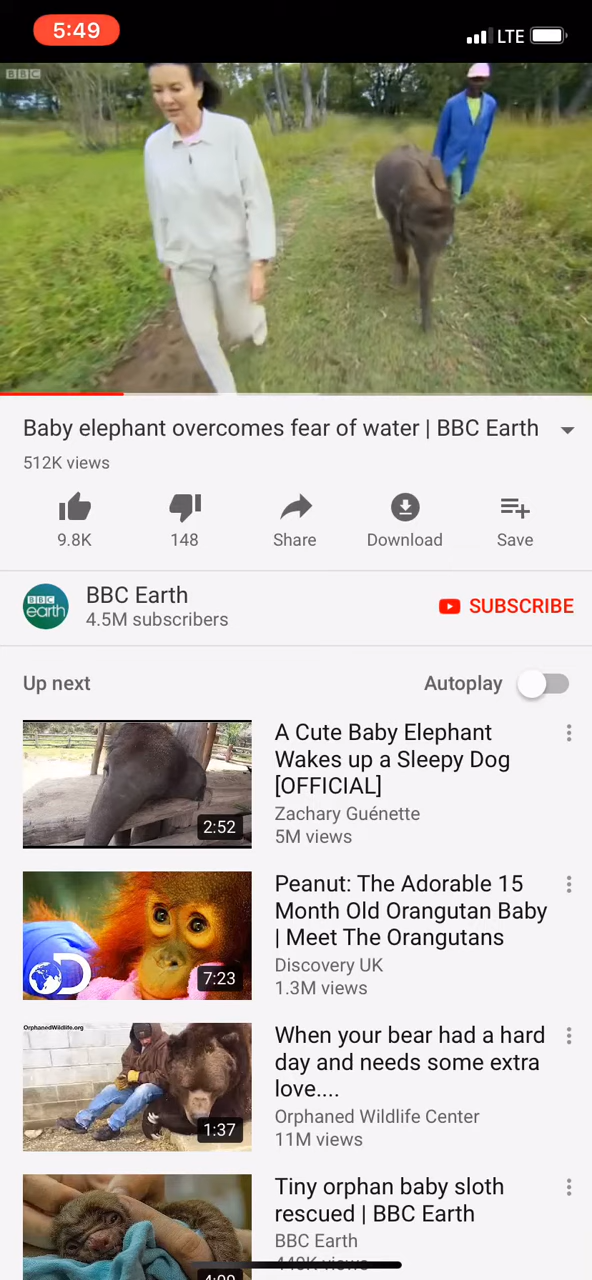 5:49
LTE
BBC
Baby elephant overcomes fear of water | BBC Earth
512K views
9.8K
148
Share
Download
Save
BBC
earth
BBC Earth
4.5M subscribers
SUBSCRIBE
Up next
Autoplay
2:52
A Cute Baby Elephant
Wakes up a Sleepy Dog
[OFFICIAL]
Zachary Guénette
5M views
7:23
Peanut: The Adorable 15
Month Old Orangutan Baby
| Meet The Orangutans
Discovery UK
1.3M views
OrphanedWildlife.org
1:37
When your bear had a hard
day and needs some extra
love....
Orphaned Wildlife Center
11M views
Tiny orphan baby sloth
rescued | BBC Earth
BBC Earth
views